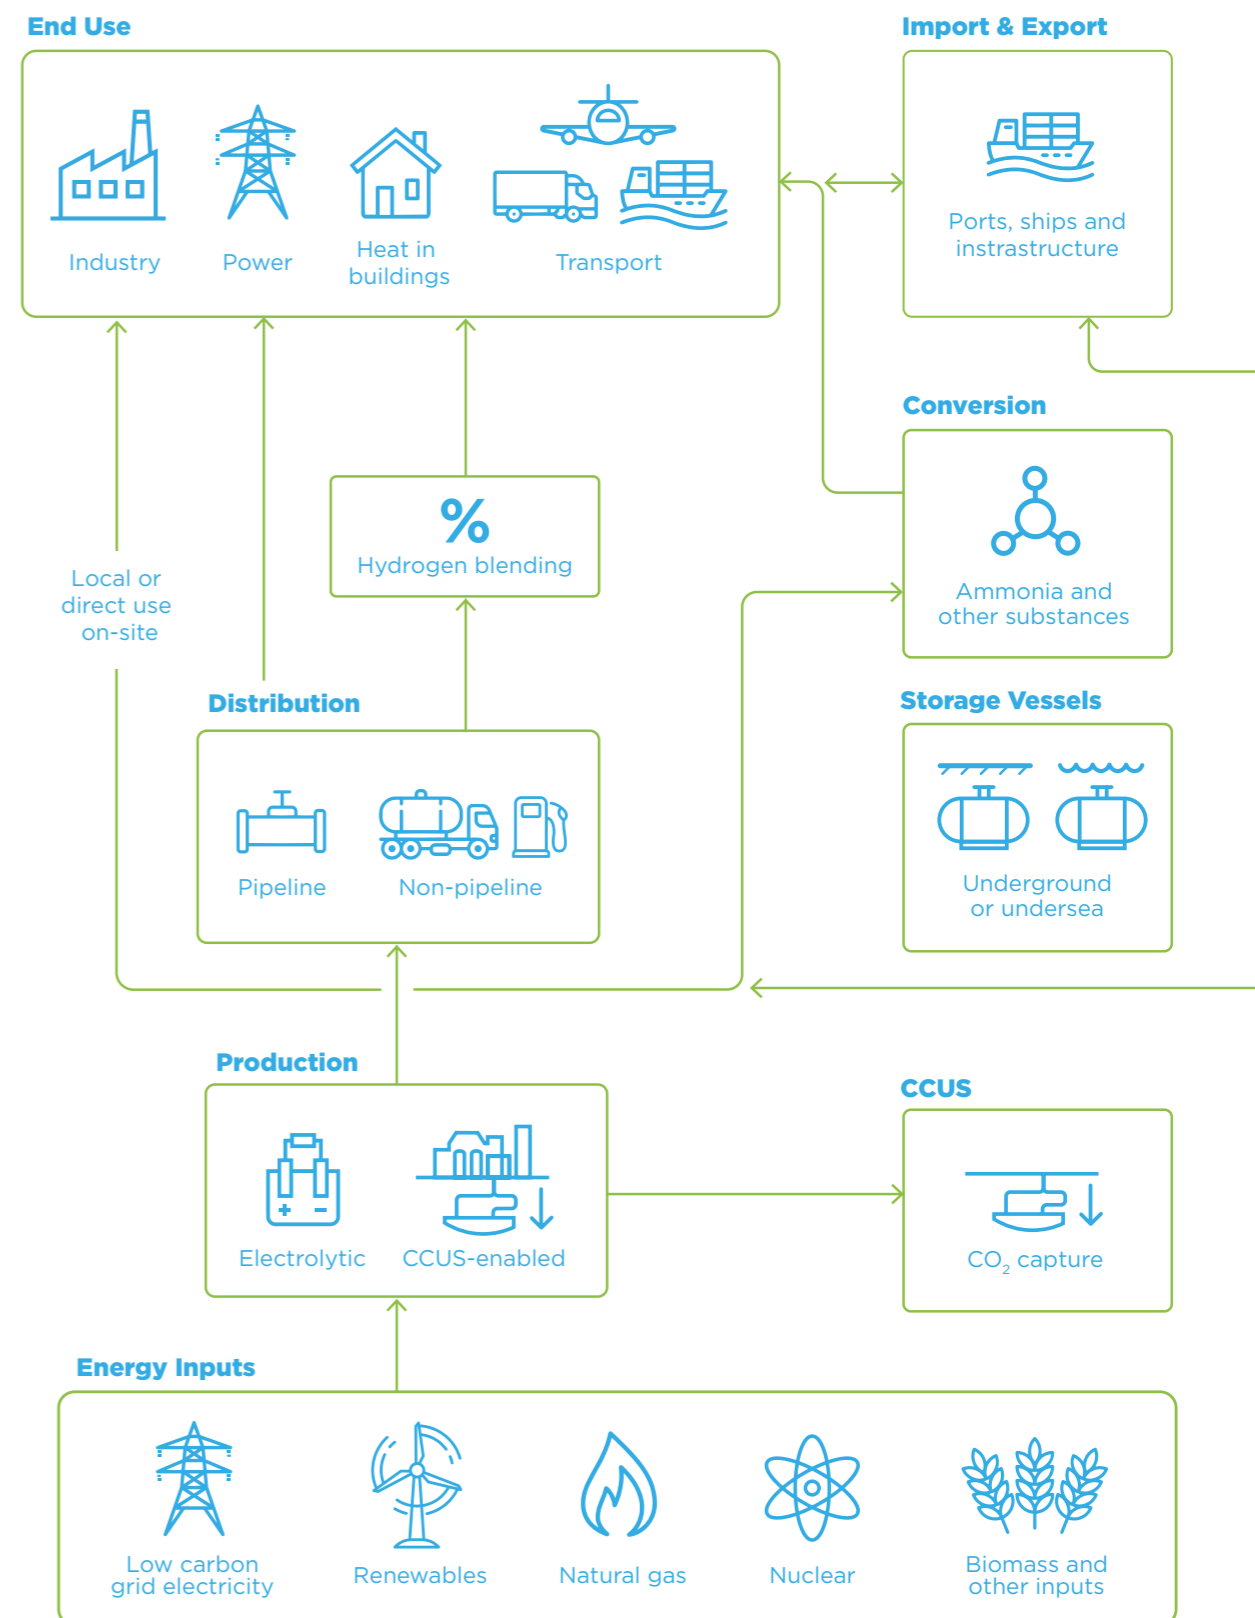 End Use
Industry
Power
Heat in
buildings
Transport
Import & Export
Ports, ships and
instrastructure
Conversion
Ammonia and
other substances
%
Hydrogen blending
Local or
direct use
on-site
Distribution
Pipeline
Non-pipeline
Storage Vessels
Underground
or undersea
Production
Electrolytic
CCUS-enabled
CCUS
CO₂ capture
Energy Inputs
Low carbon
grid electricity
Renewables
Natural gas
Nuclear
Biomass and
other inputs